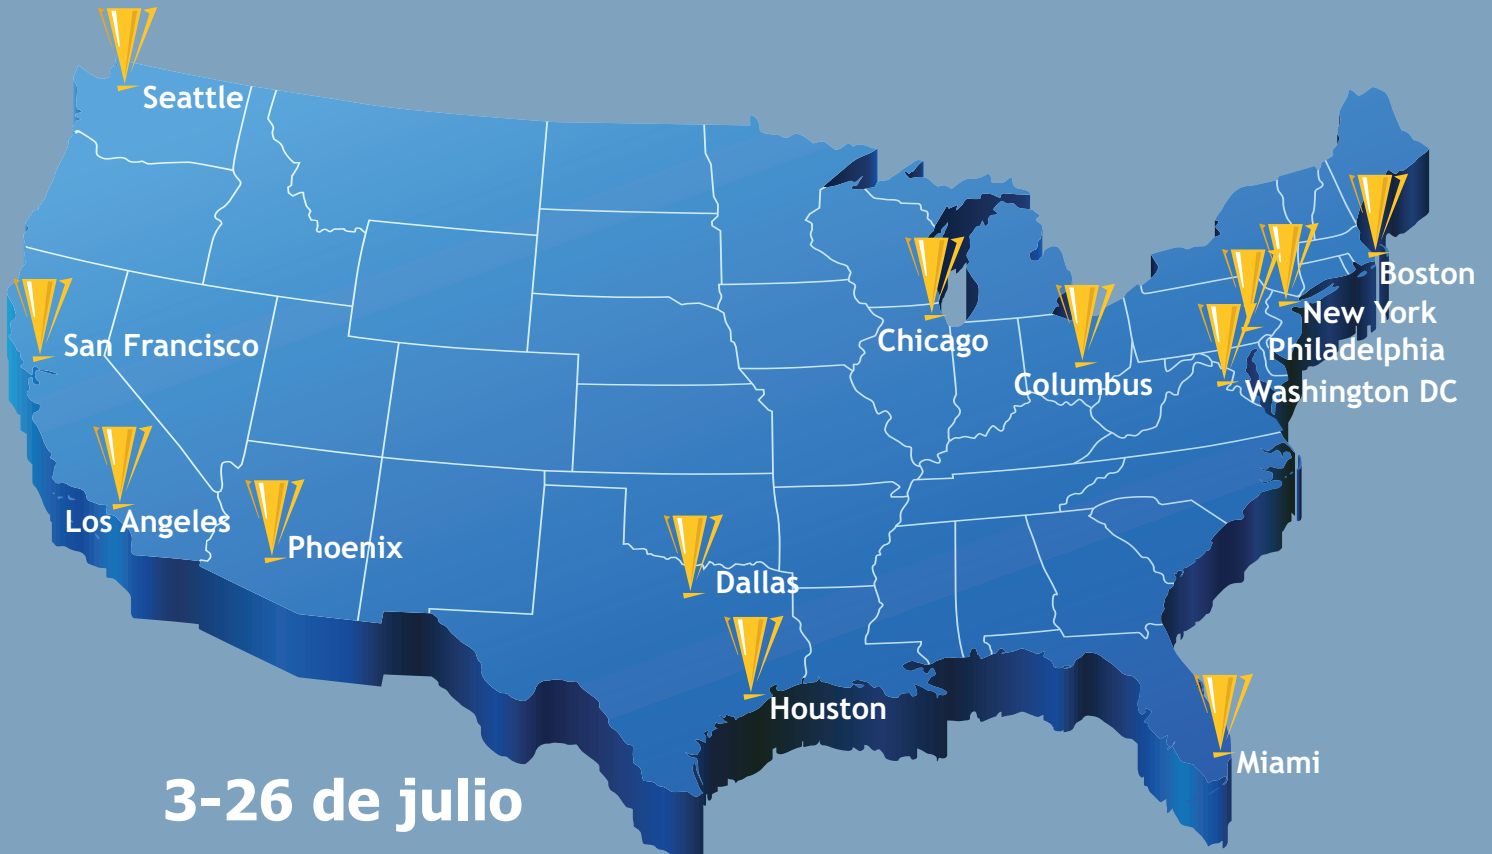 Seattle
Boston
New York
San Francisco
Chicago
Philadelphia
Columbus
Washington DC
Los Angeles
Phoenix
Dallas
Houston
Miami
3-26 de julio